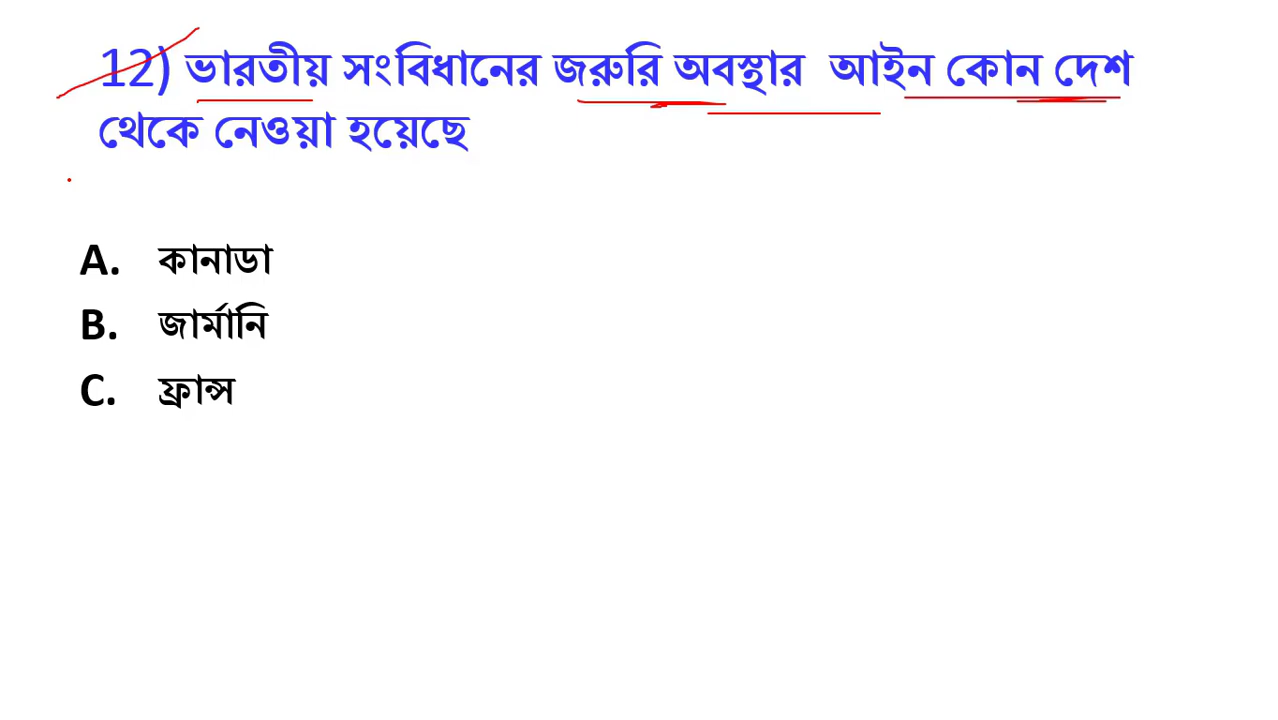 12) ভারতীয় সংবিধানের জরুরি অবস্থার আইন কোন দেশ
থেকে নেওয়া হয়েছে
A. কানাডা
B. জার্মানি
C. ফ্রান্স